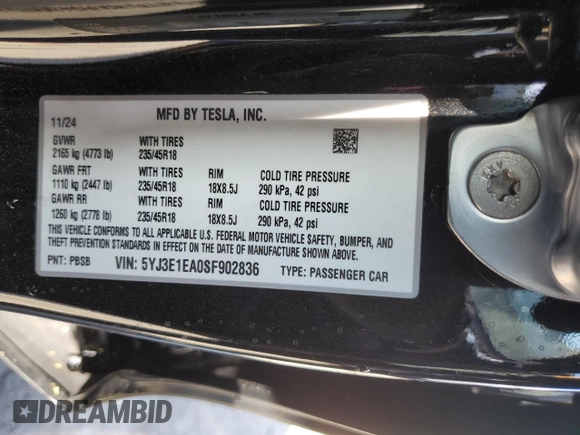 MFD BY TESLA, INC.
11/24
GVWR WITH TIRES
2165 kg (4773 lb) 235/45R18
GAWR FRT WITH TIRES RIM COLD TIRE PRESSURE
1110 kg (2447 lb) 235/45R18 18X8.5J 290 kPa, 42 psi
GAWR RR WITH TIRES RIM COLD TIRE PRESSURE
1260 kg (2778 lb) 235/45R18 18X8.5J 290 kPa, 42 psi
THIS VEHICLE CONFORMS TO ALL APPLICABLE U.S. FEDERAL MOTOR VEHICLE SAFETY, BUMPER, AND
THEFT PREVENTION STANDARDS IN EFFECT ON THE DATE OF MANUFACTURE SHOWN ABOVE.
PNT: PBSB VIN: 5YJ3E1EA0SF902836 TYPE: PASSENGER CAR
DREAMBID